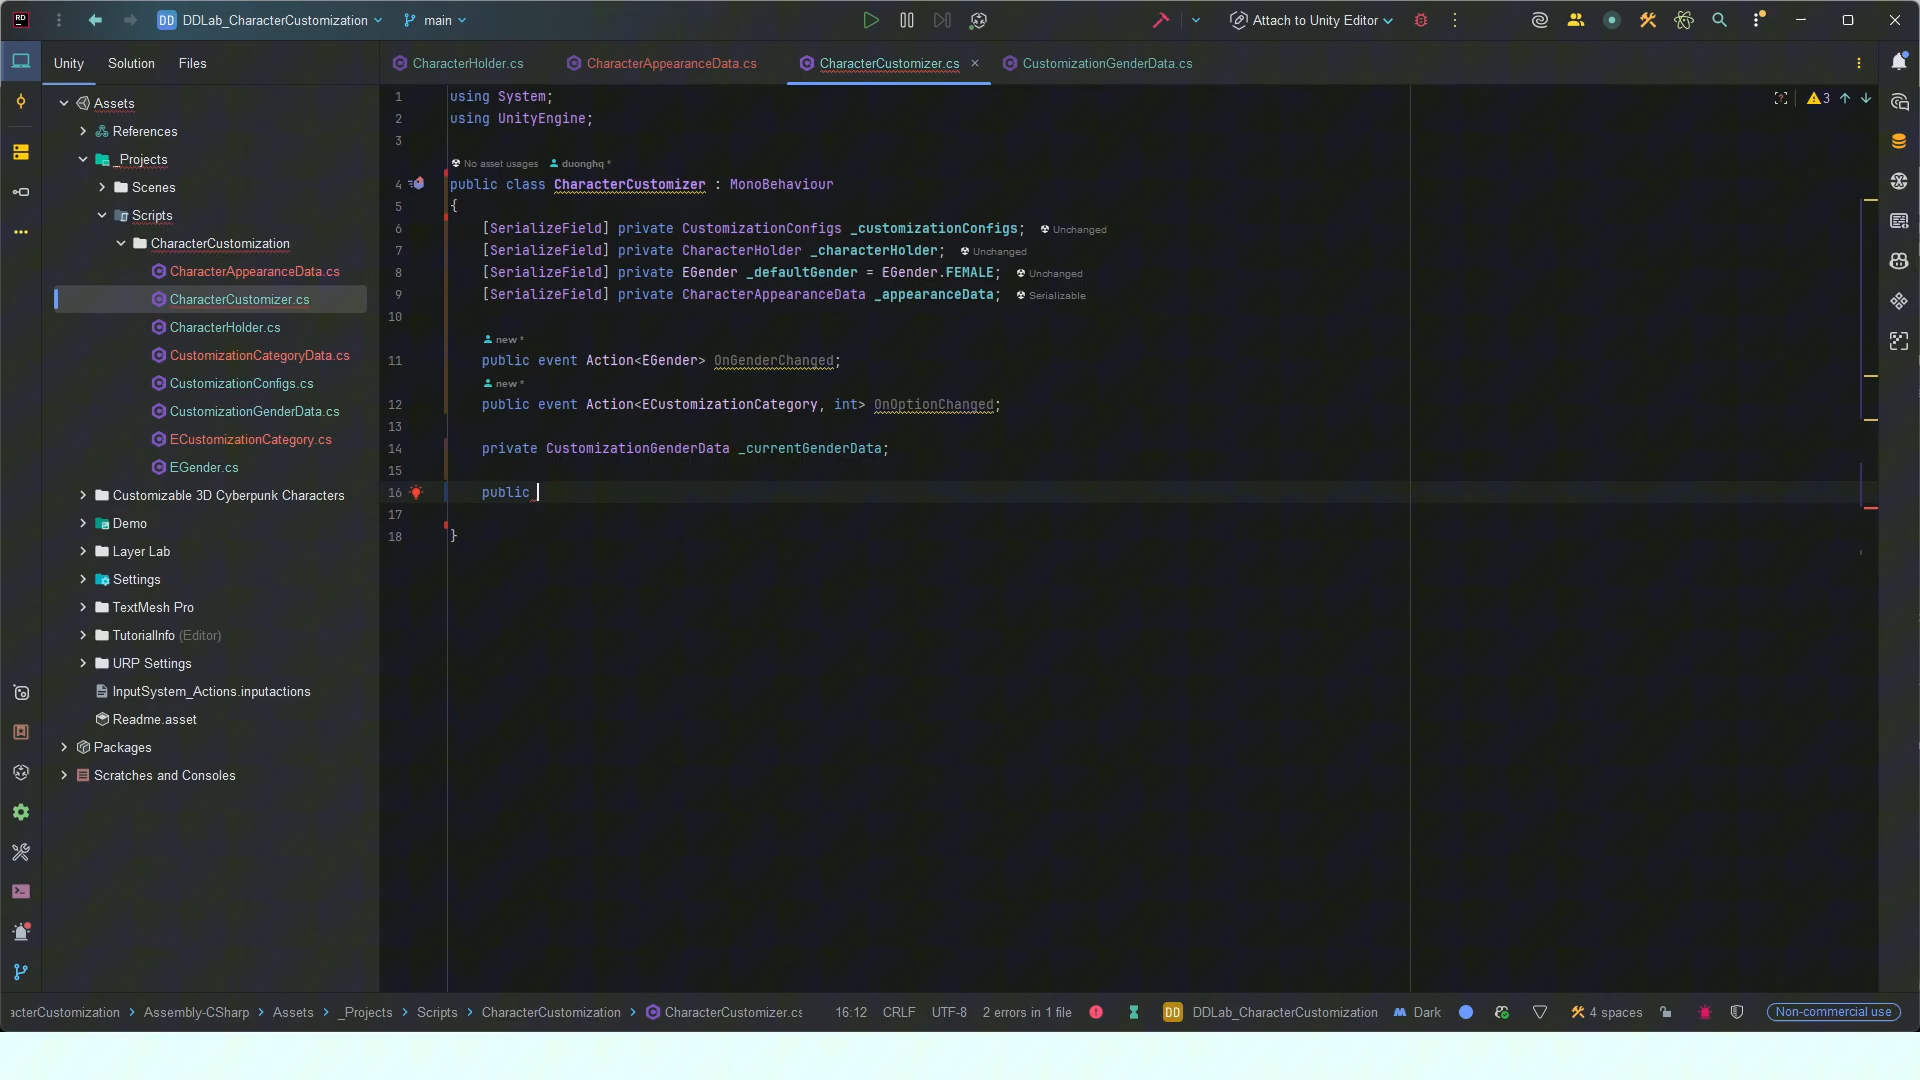 RD
DD DDLab_CharacterCustomization
main
Attach to Unity Editor
Unity Solution Files
CharacterHolder.cs
CharacterAppearanceData.cs
CharacterCustomizer.cs
CustomizationGenderData.cs
Assets
References
_Projects
Scenes
Scripts
CharacterCustomization
CharacterAppearanceData.cs
CharacterCustomizer.cs
CharacterHolder.cs
CustomizationCategoryData.cs
CustomizationConfigs.cs
CustomizationGenderData.cs
ECustomizationCategory.cs
EGender.cs
Customizable 3D Cyberpunk Characters
Demo
Layer Lab
Settings
TextMesh Pro
TutorialInfo (Editor)
URP Settings
InputSystem_Actions.inputactions
Readme.asset
Packages
Scratches and Consoles
1 using System;
2 using UnityEngine;
3
No asset usages duonghq *
4 public class CharacterCustomizer : MonoBehaviour
5 {
6 [SerializeField] private CustomizationConfigs _customizationConfigs; Unchanged
7 [SerializeField] private CharacterHolder _characterHolder; Unchanged
8 [SerializeField] private EGender _defaultGender = EGender.FEMALE; Unchanged
9 [SerializeField] private CharacterAppearanceData _appearanceData; Serializable
10
new *
11 public event Action<EGender> OnGenderChanged;
new *
12 public event Action<ECustomizationCategory, int> OnOptionChanged;
13
14 private CustomizationGenderData _currentGenderData;
15
16 public
17
18 }
3
acterCustomization Assembly-CSharp Assets _Projects Scripts CharacterCustomization CharacterCustomizer.cs
16:12 CRLF UTF-8 2 errors in 1 file DD DDLab_CharacterCustomization Dark 4 spaces Non-commercial use